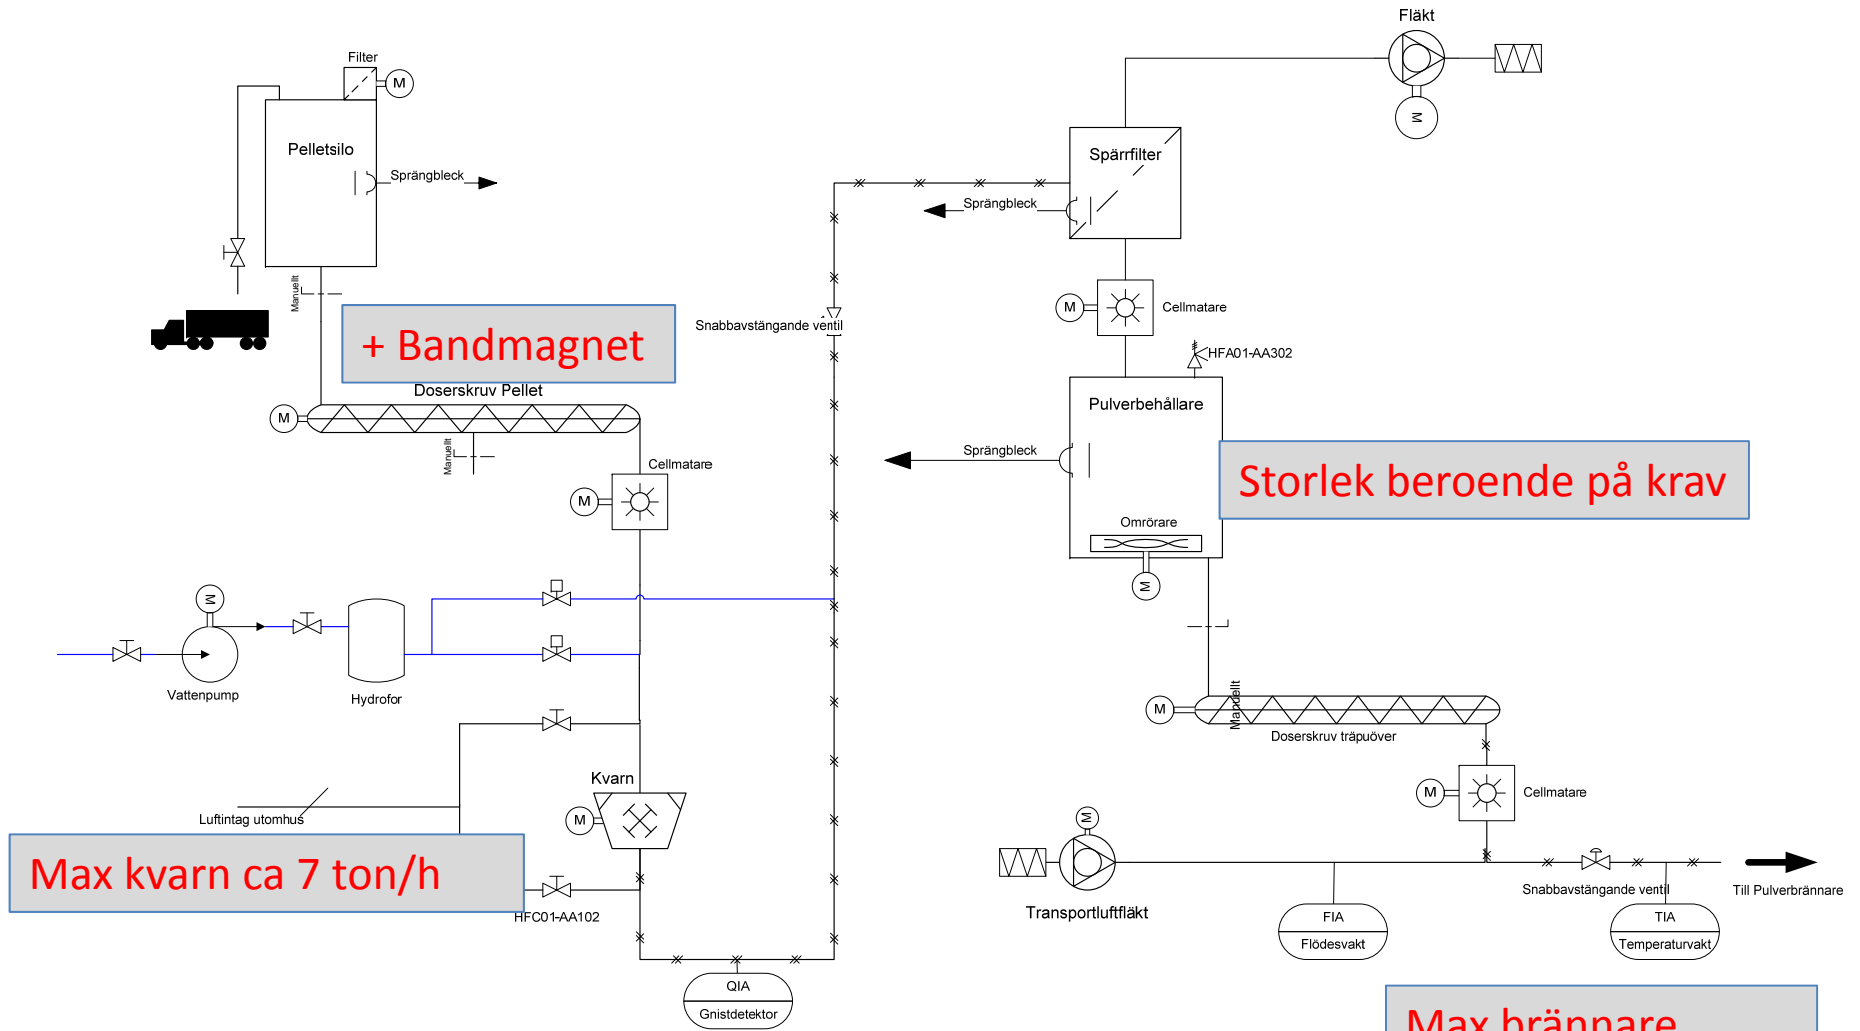 Fläkt
M
Filter
M
Pelletsilo
Sprängbleck
Manuellt
+ Bandmagnet
Doserskruv Pellet
M
Manuellt
Cellmatare
M
M
Vattenpump
Hydrofor
Luftintag utomhus
Kvarn
M
Max kvarn ca 7 ton/h
HFC01-AA102
QIA
Gnistdetektor
Snabbavstängande ventil
Spärrfilter
Sprängbleck
M
Cellmatare
HFA01-AA302
Pulverbehållare
Sprängbleck
Storlek beroende på krav
Omrörare
M
Manuellt
M
Doserskruv träpuöver
M
Cellmatare
M
Transportluftfläkt
FIA
Flödesvakt
Snabbavstängande ventil
TIA
Temperaturvakt
Till Pulverbrännare
Max brännare